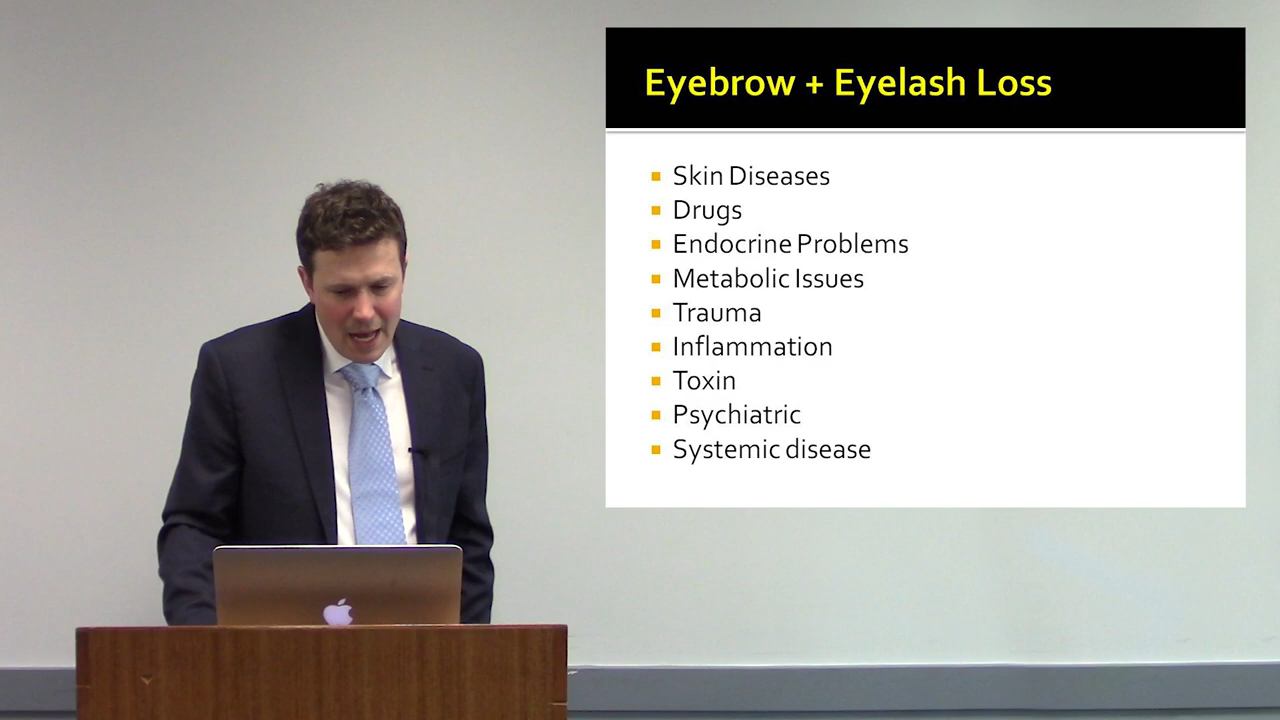 Eyebrow + Eyelash Loss
Skin Diseases
Drugs
Endocrine Problems
Metabolic Issues
Trauma
Inflammation
Toxin
Psychiatric
Systemic disease